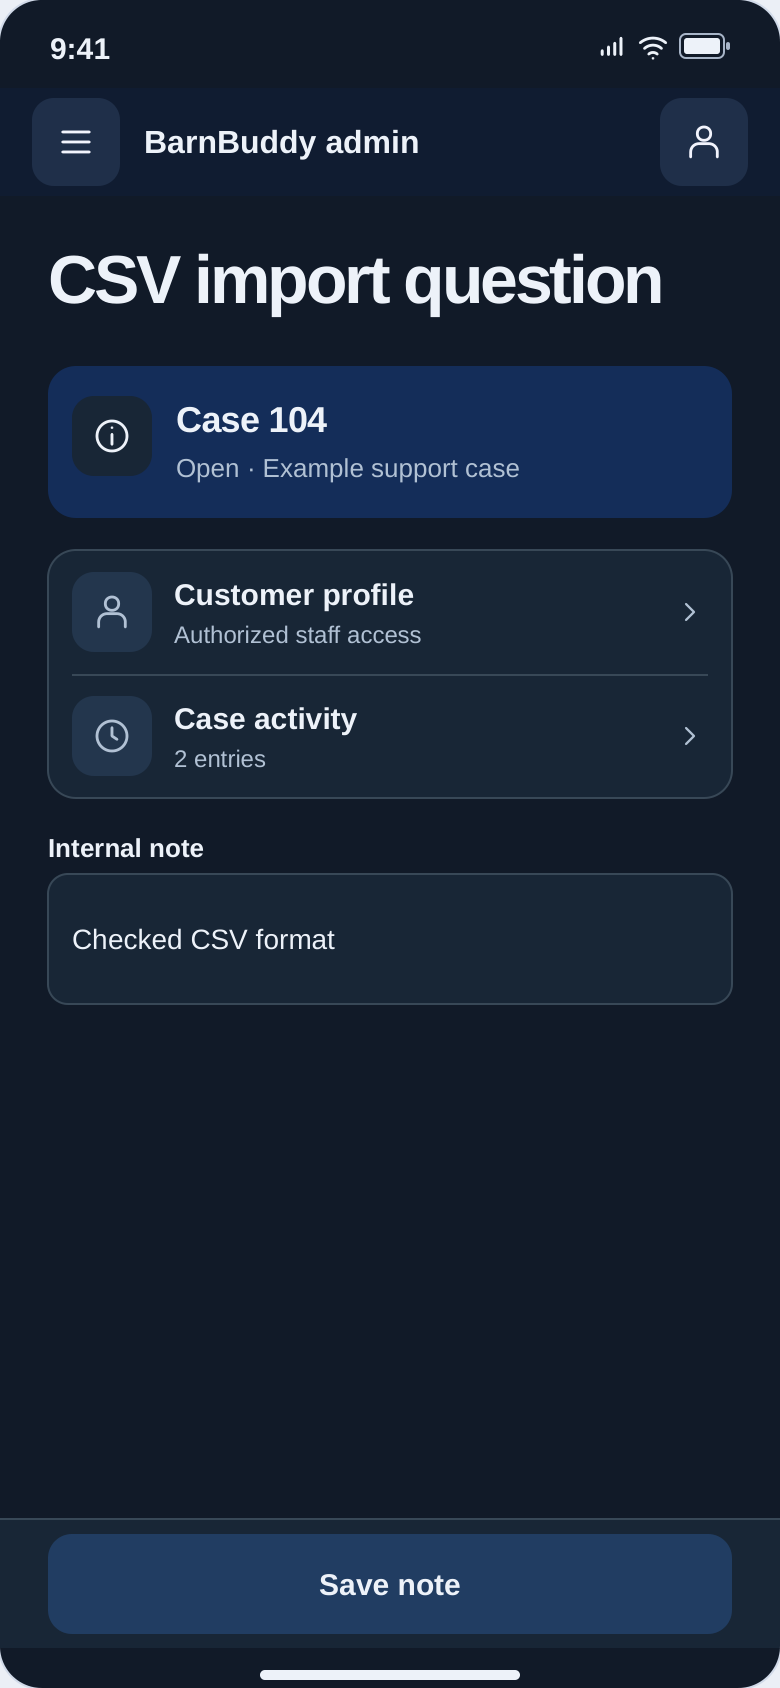 9:41
BarnBuddy admin
CSV import question
Case 104
Open · Example support case
Customer profile
Authorized staff access
Case activity
2 entries
Internal note
Checked CSV format
Save note